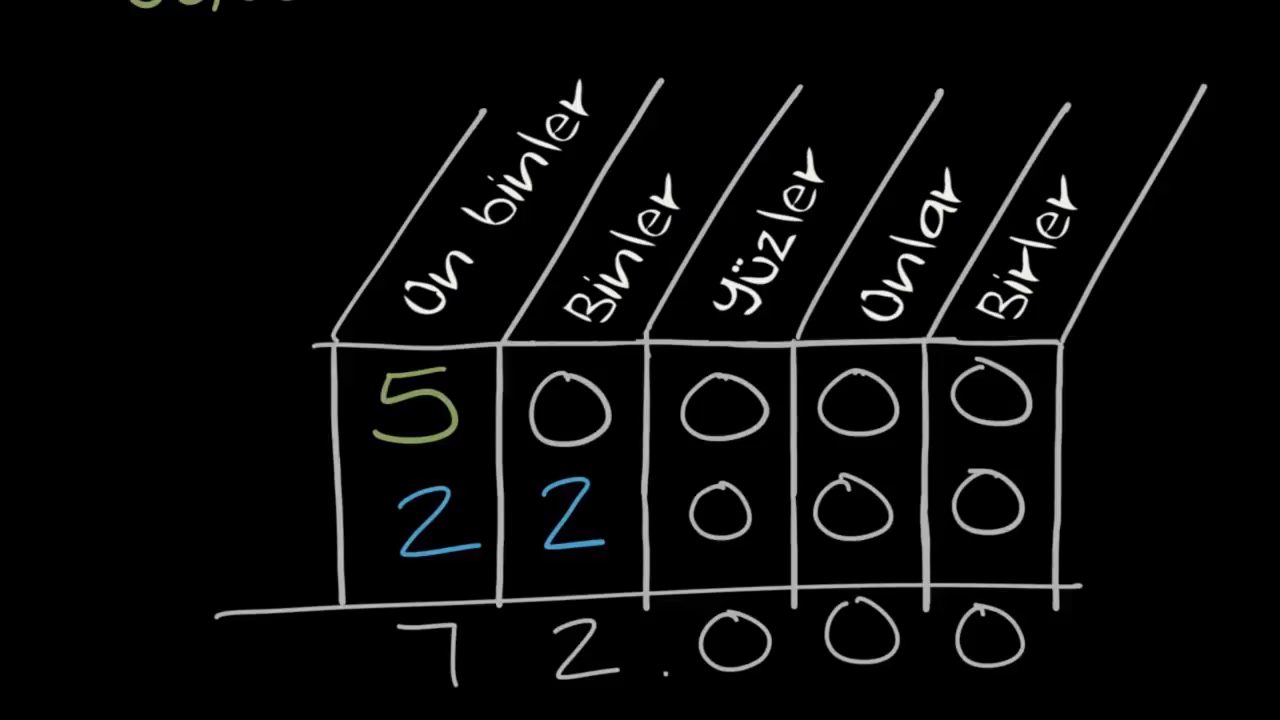 On binler Binler Yüzler Onlar Birler
5 0 0 0 0
2 2 0 0 0
7 2 . 0 0 0